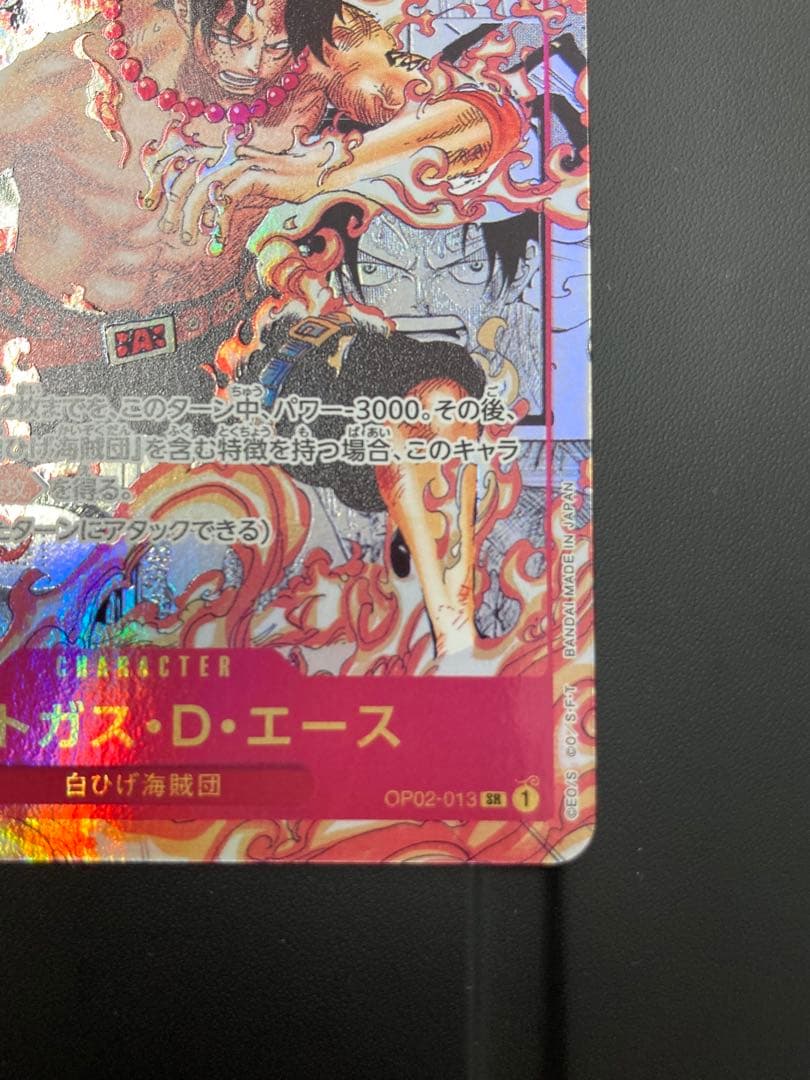 A
2枚までを、このターン中、パワー-3000。その後、
ひげ海賊団』を含む特徴を持つ場合、このキャラ
を得る。
ターンにアタックできる)
CHARACTER
トガス・D・エース
白ひげ海賊団
OP02-013 SR 1
©EO/S ©O/S･F･T BANDAI MADE IN JAPAN